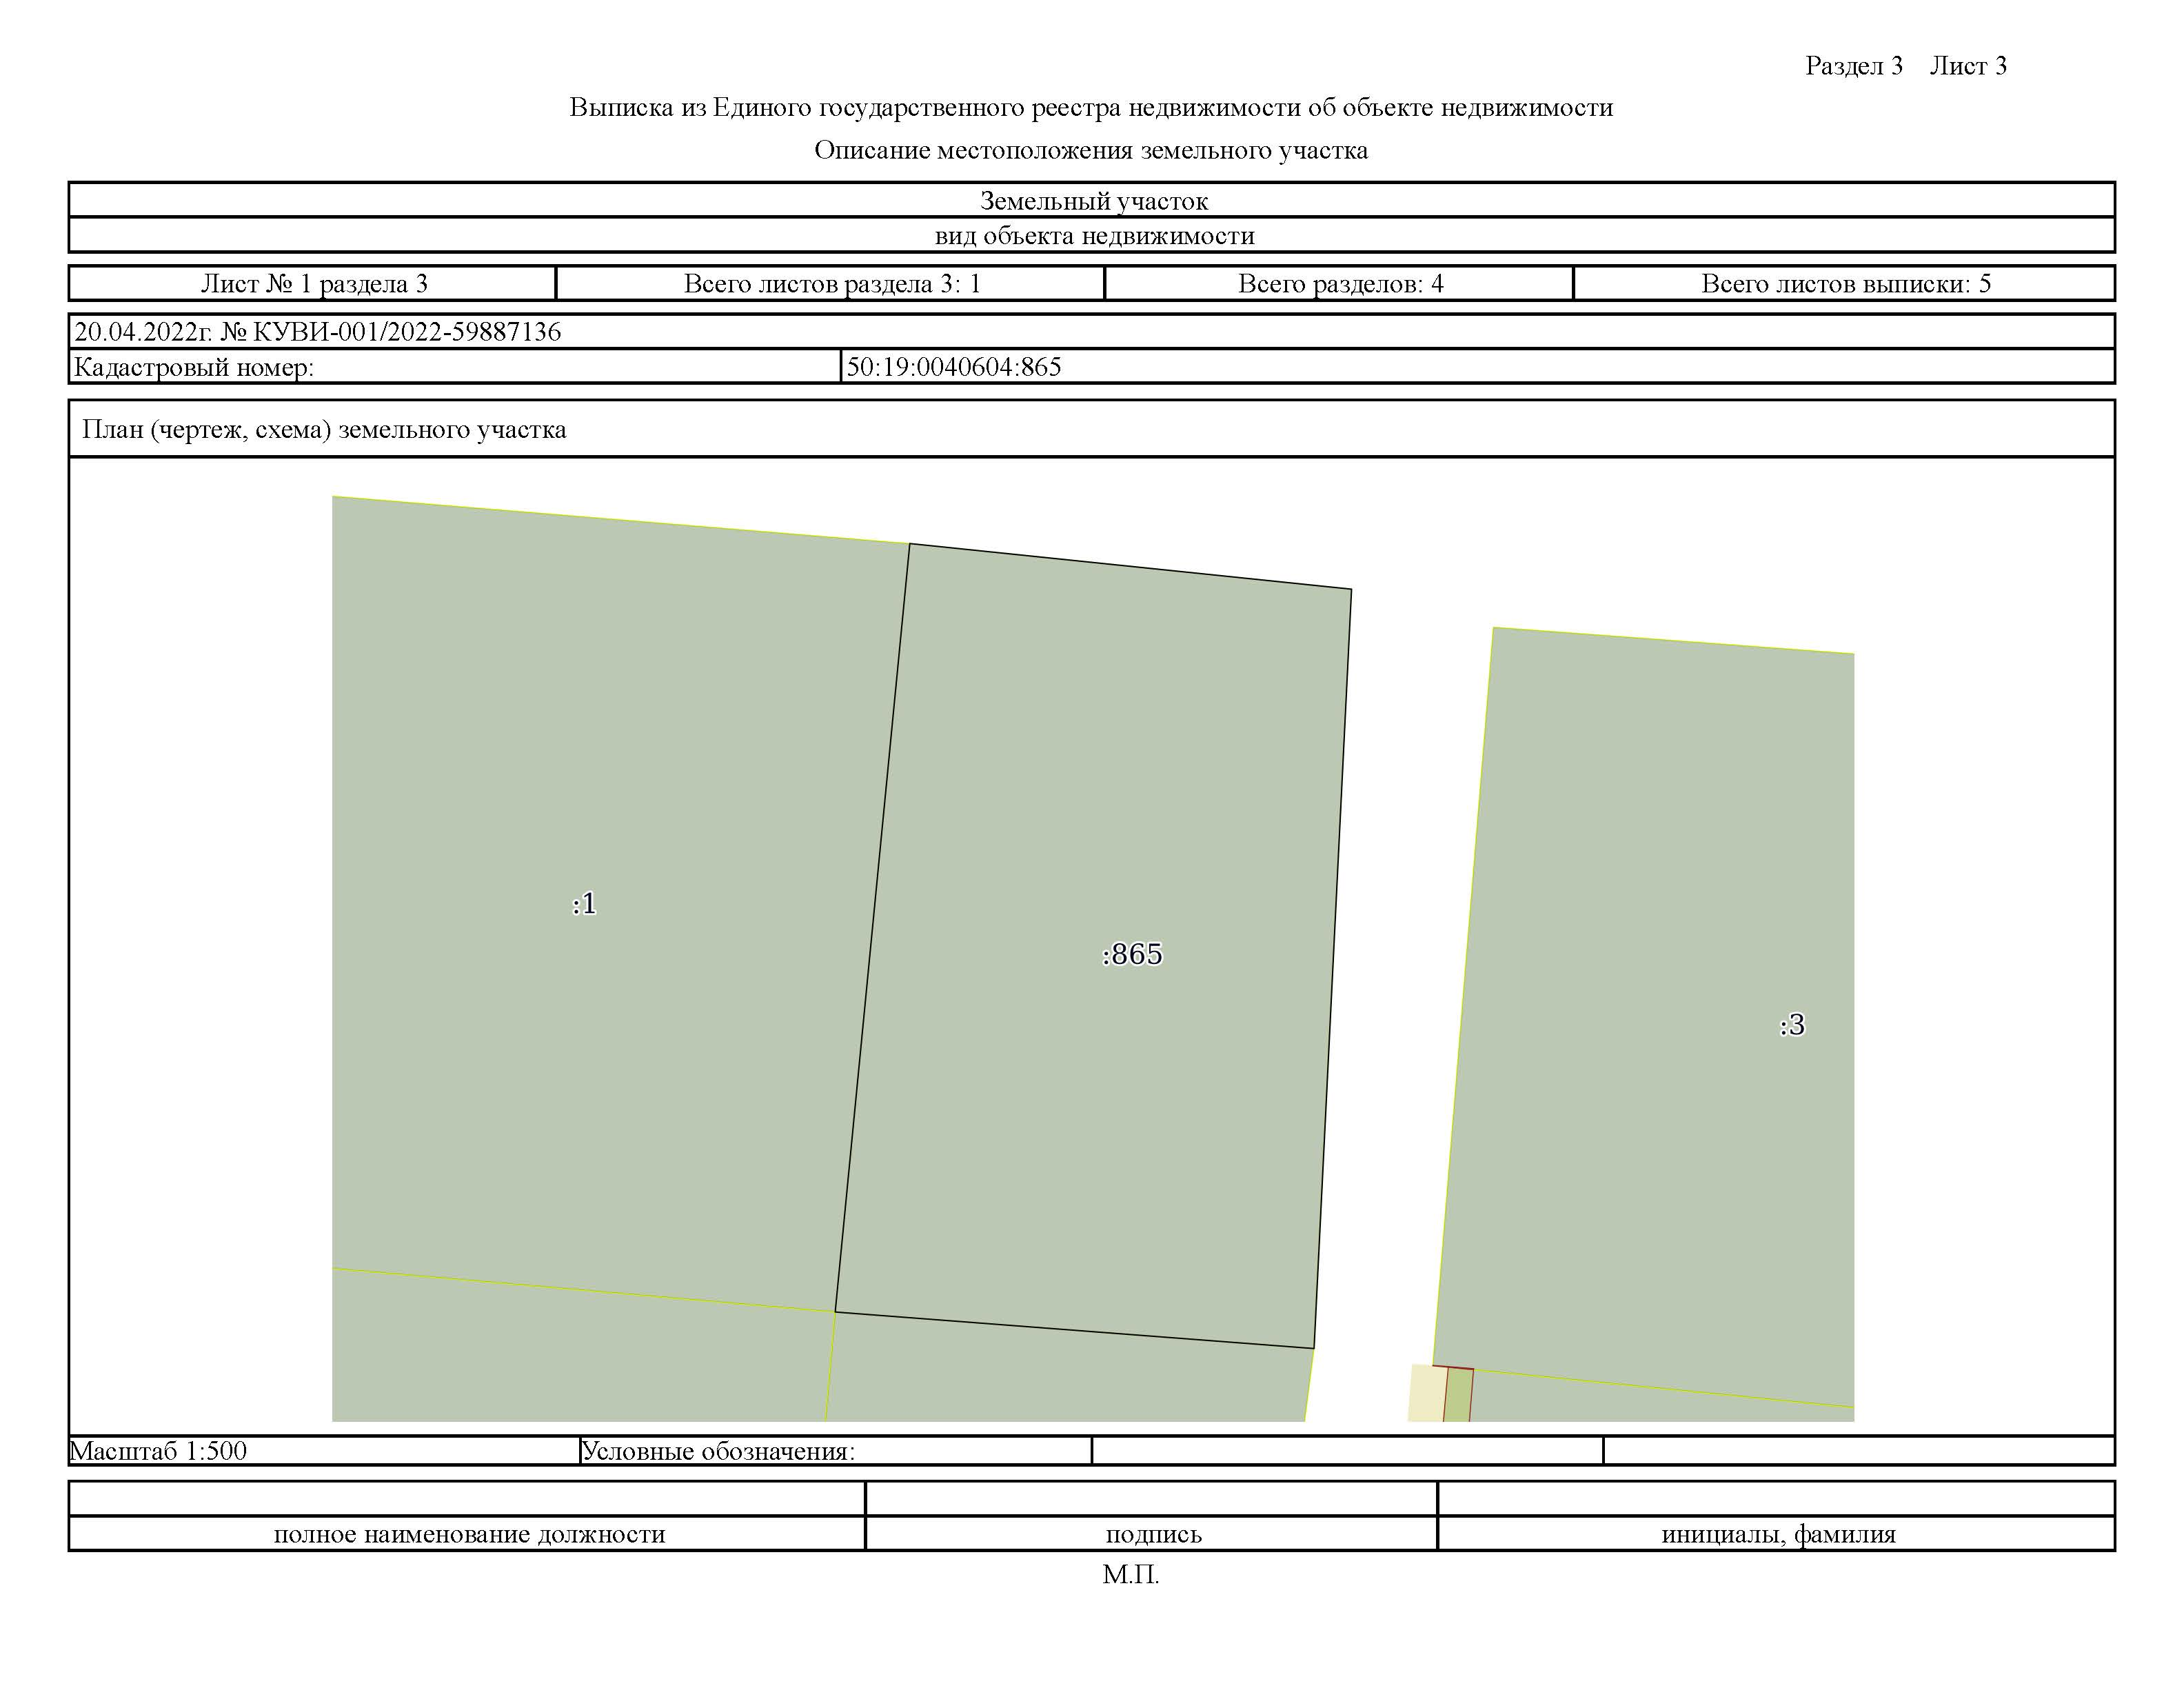 Раздел 3 Лист 3
Выписка из Единого государственного реестра недвижимости об объекте недвижимости
Описание местоположения земельного участка
Земельный участок
вид объекта недвижимости
Лист № 1 раздела 3 Всего листов раздела 3: 1 Всего разделов: 4 Всего листов выписки: 5
20.04.2022г. № КУВИ-001/2022-59887136
Кадастровый номер: 50:19:0040604:865
План (чертеж, схема) земельного участка
:1
:865
:3
Масштаб 1:500 Условные обозначения:
полное наименование должности подпись инициалы, фамилия
М.П.